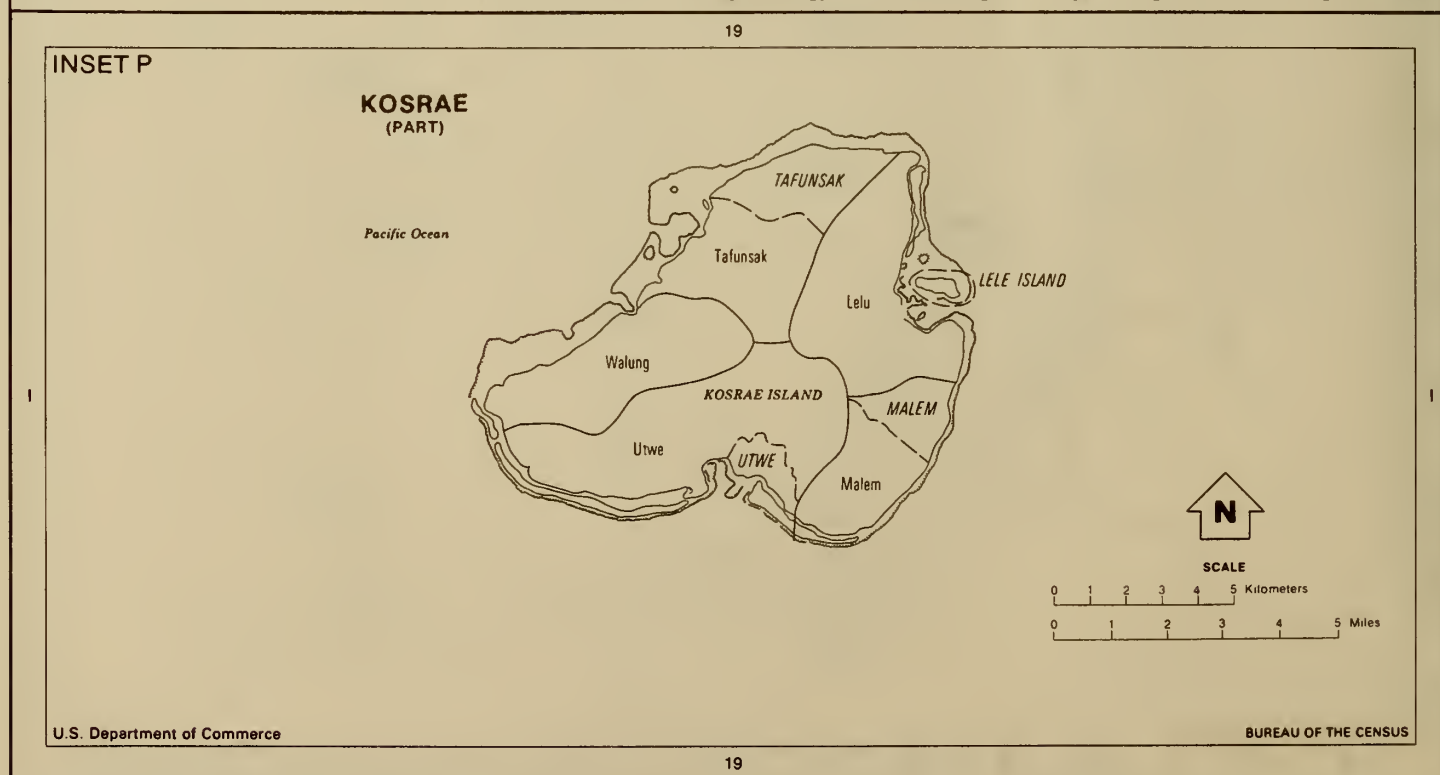 19
INSET P
KOSRAE
(PART)
TAFUNSAK
Pacific Ocean
Tafunsak
LELE ISLAND
Lelu
Walung
I
I
KOSRAE ISLAND
MALEM
Utwe
UTWE
Malem
N
SCALE
0 1 2 3 4 5 Kilometers
0 1 2 3 4 5 Miles
U.S. Department of Commerce
BUREAU OF THE CENSUS
19